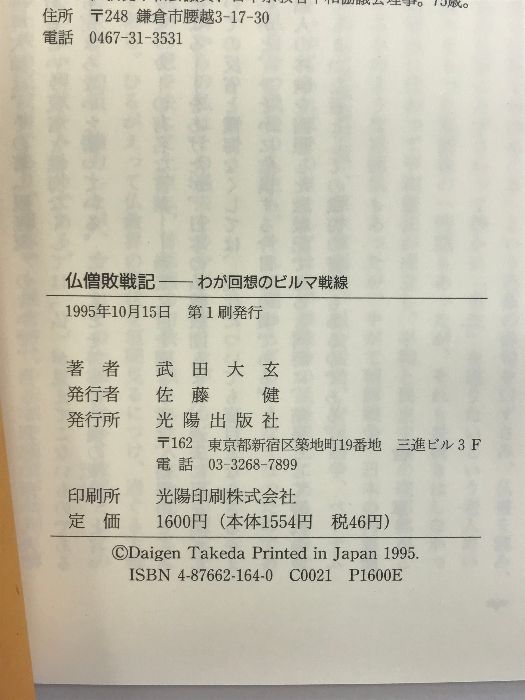 住所 〒248 鎌倉市腰越3-17-30
電話 0467-31-3531
仏僧敗戦記──わが回想のビルマ戦線
1995年10月15日 第1刷発行
著者 武田大玄
発行者 佐藤 健
発行所 光陽出版社
〒162 東京都新宿区築地町19番地 三進ビル3F
電話 03-3268-7899
印刷所 光陽印刷株式会社
定価 1600円（本体1554円 税46円）
©Daigen Takeda Printed in Japan 1995.
ISBN 4-87662-164-0 C0021 P1600E